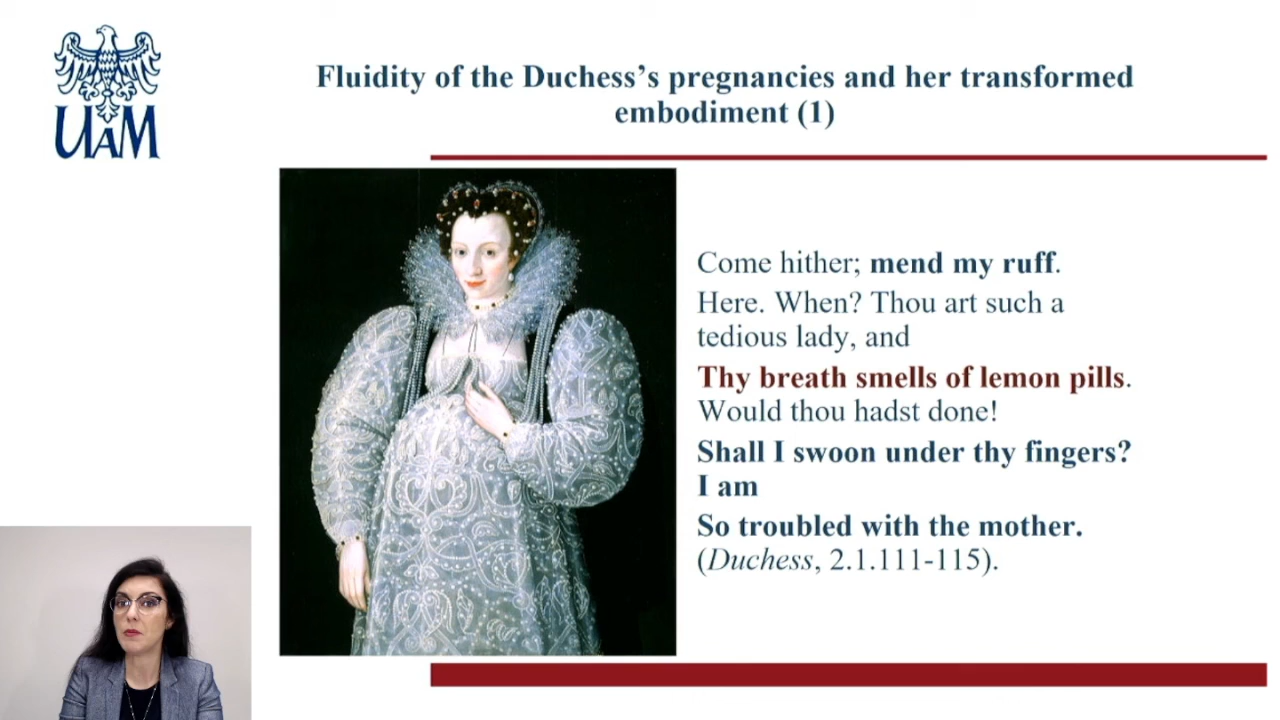 UAM
Fluidity of the Duchess’s pregnancies and her transformed
embodiment (1)
Come hither; mend my ruff.
Here. When? Thou art such a
tedious lady, and
Thy breath smells of lemon pills.
Would thou hadst done!
Shall I swoon under thy fingers?
I am
So troubled with the mother.
(Duchess, 2.1.111-115).